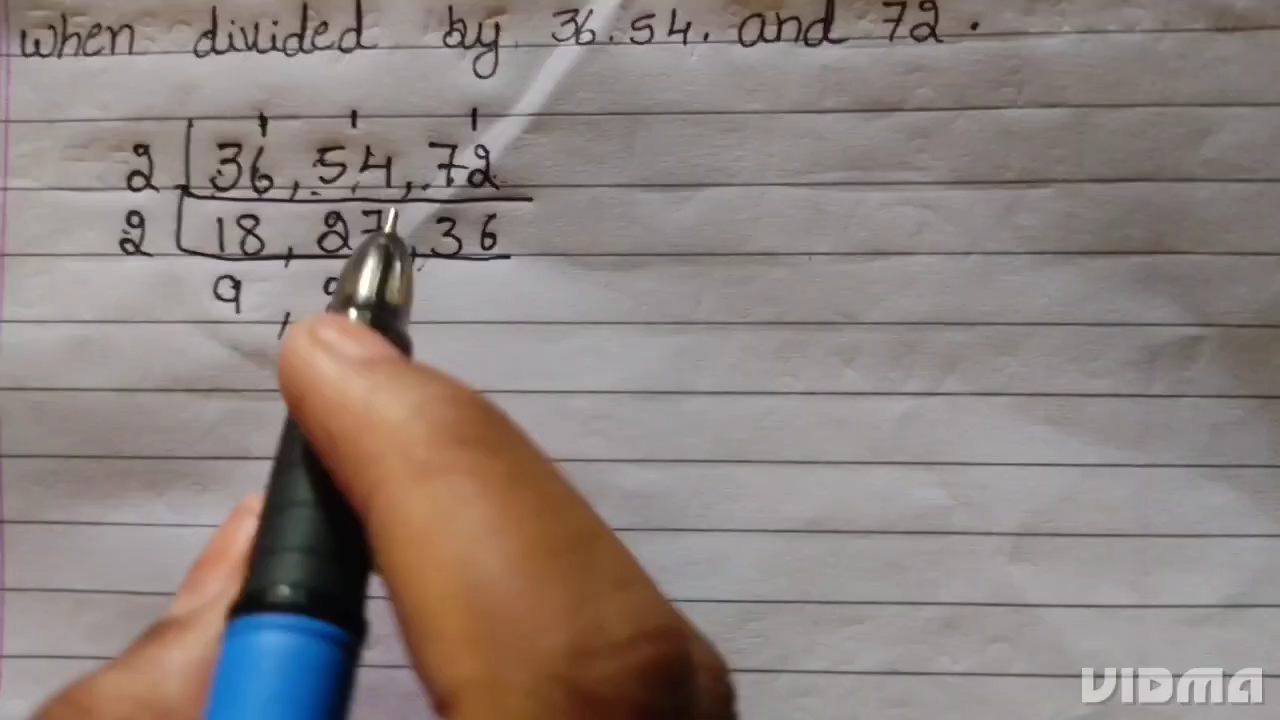 when divided by 36.54. and 72.
2 36, 54, 72
2 18, 27, 36
9,
VIDMA